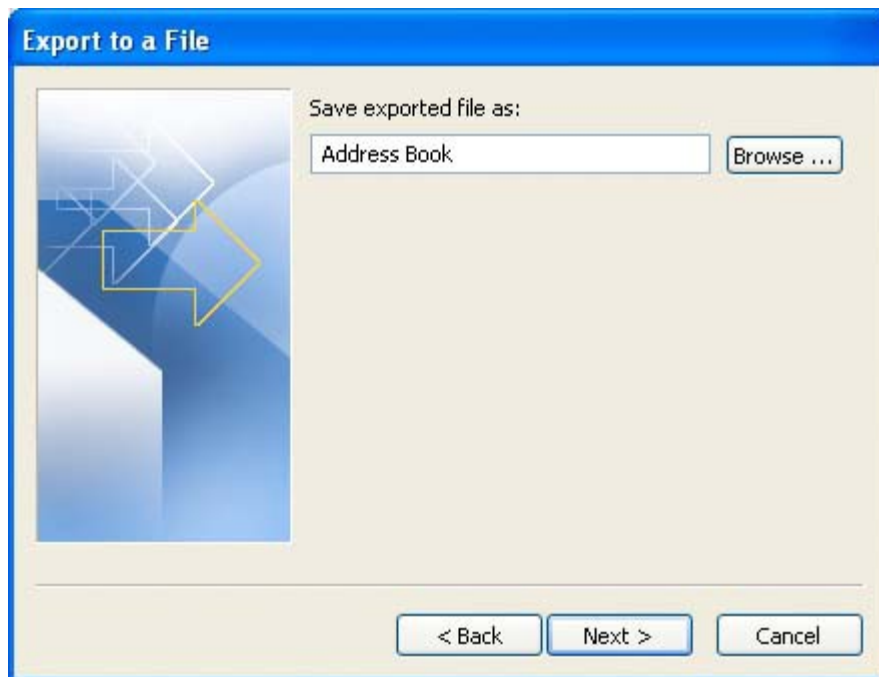 Export to a File
Save exported file as:
Address Book
Browse ...
< Back
Next >
Cancel